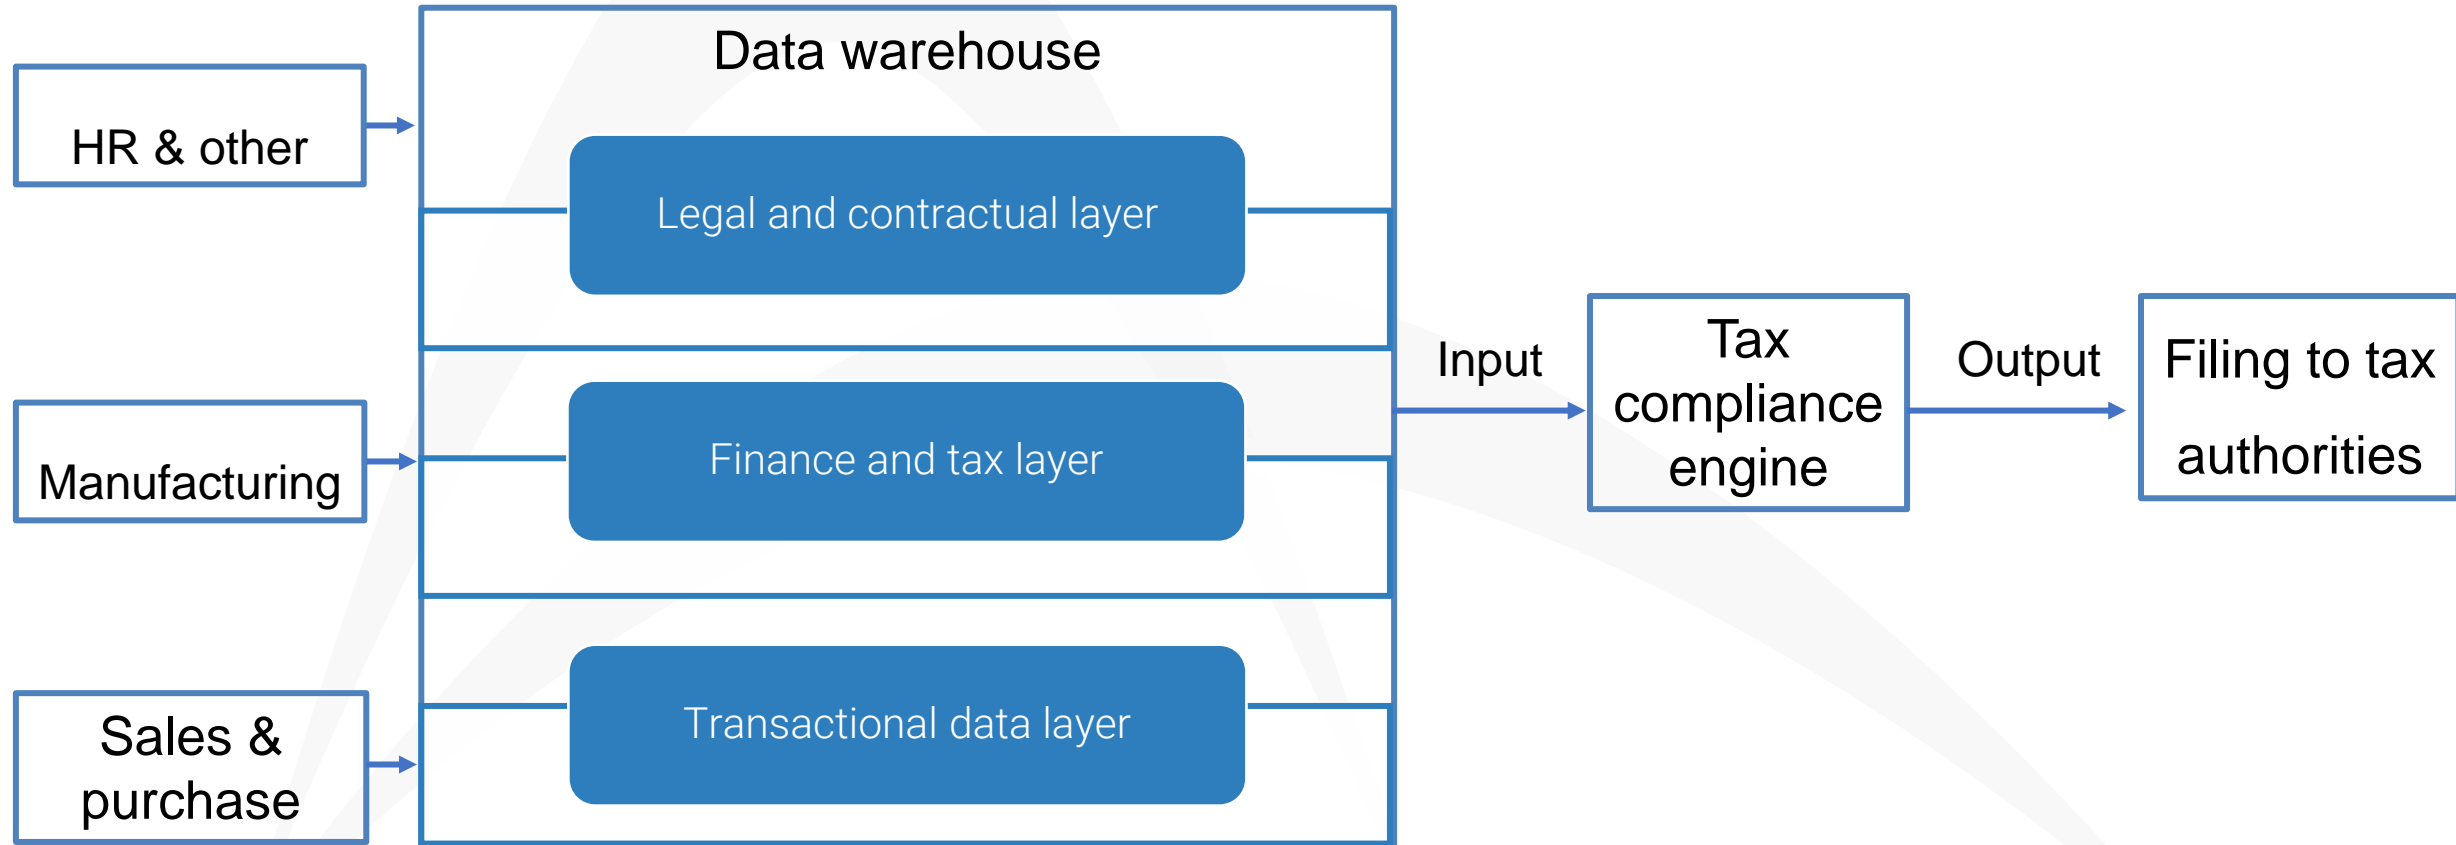 Data warehouse
HR & other
Legal and contractual layer
Manufacturing
Finance and tax layer
Sales &
purchase
Transactional data layer
Input
Tax
compliance
engine
Output
Filing to tax
authorities